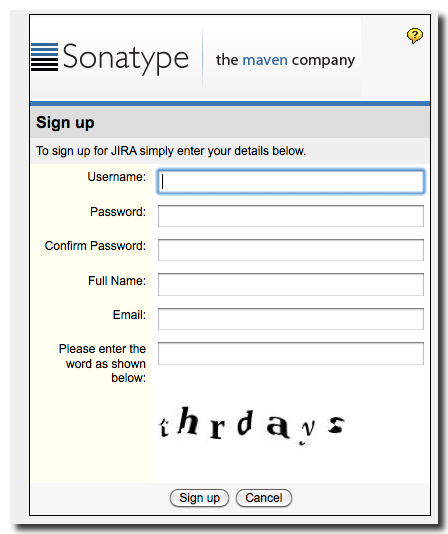 Sonatype the maven company
?
Sign up
To sign up for JIRA simply enter your details below.
Username:
Password:
Confirm Password:
Full Name:
Email:
Please enter the
word as shown
below:
thrdays
Sign up Cancel